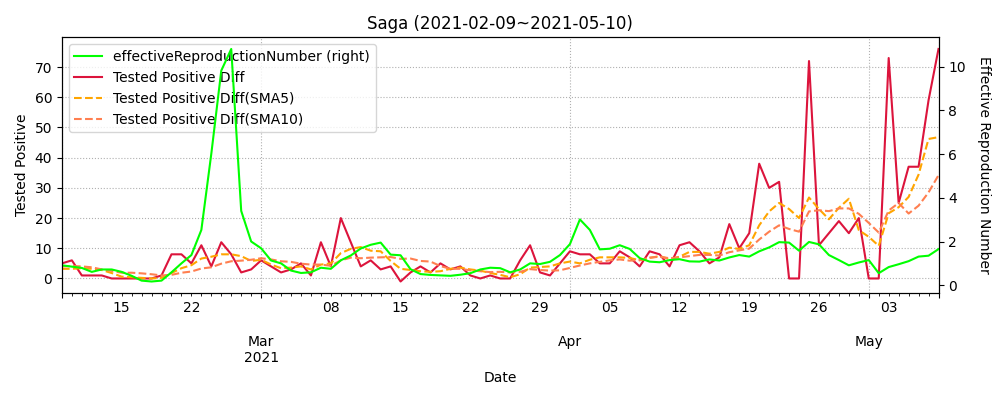 Saga (2021-02-09~2021-05-10)
effectiveReproductionNumber (right)
Tested Positive Diff
Tested Positive Diff(SMA5)
Tested Positive Diff(SMA10)
Tested Positive
70
60
50
40
30
20
10
0
10
8
6
4
2
0
Effective Reproduction Number
15 22 08 15 22 29 05 12 19 26 03
Mar Apr May
2021
Date